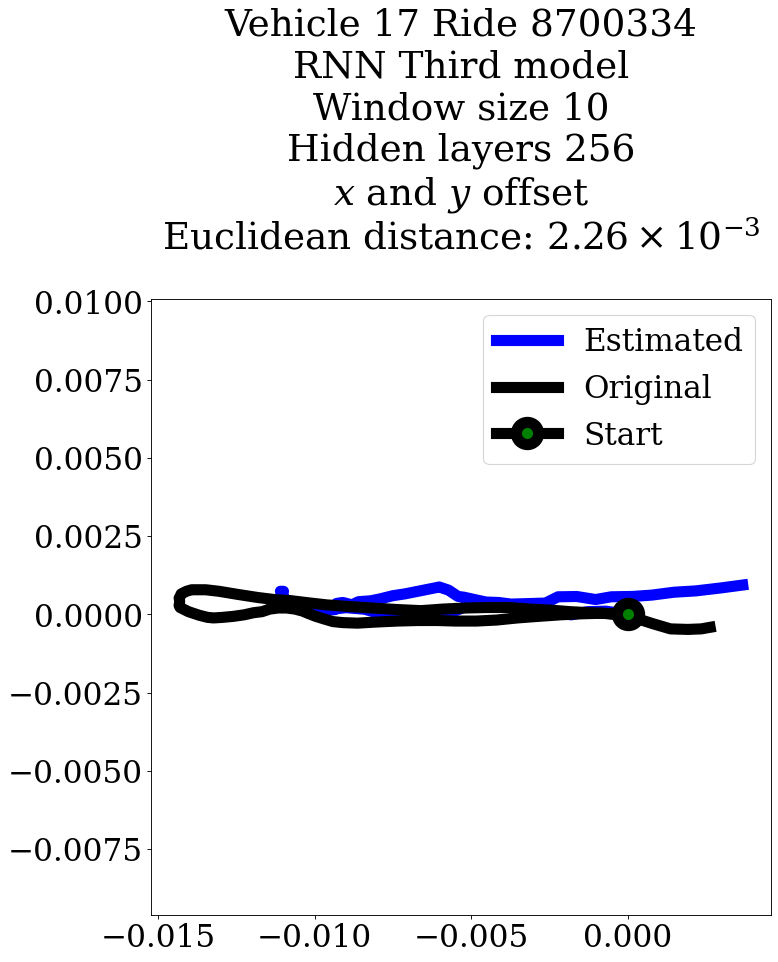 Vehicle 17 Ride 8700334
RNN Third model
Window size 10
Hidden layers 256
x and y offset
Euclidean distance: 2.26 × 10⁻³
Estimated
Original
Start
0.0100
0.0075
0.0050
0.0025
0.0000
−0.0025
−0.0050
−0.0075
−0.015 −0.010 −0.005 0.000